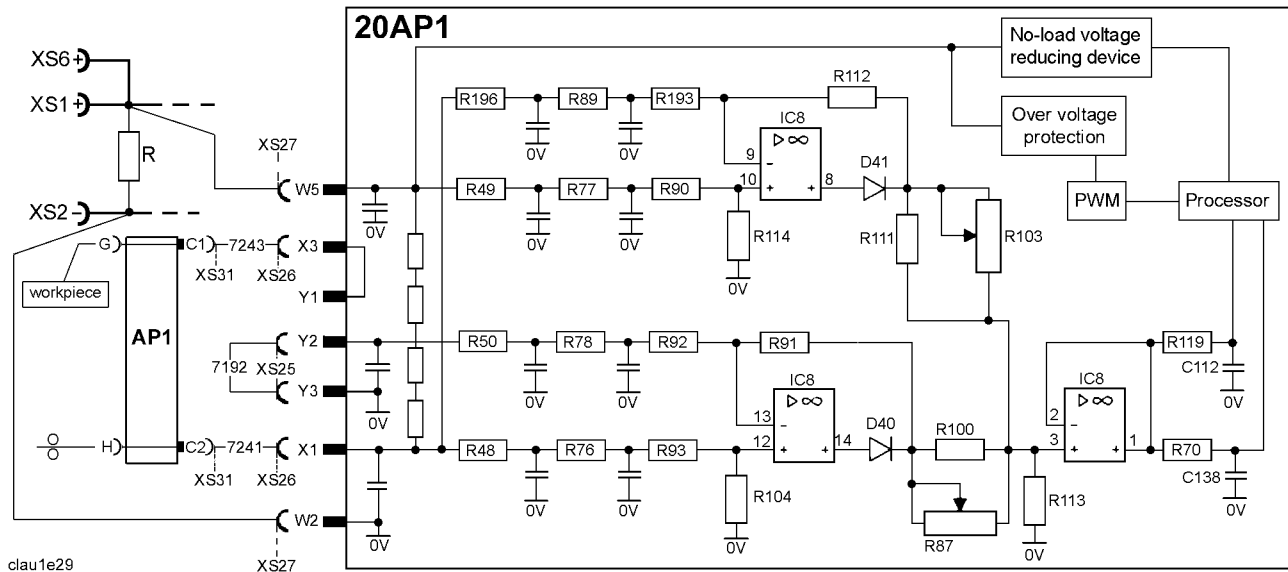 20AP1
No-load voltage
reducing device
XS6 +
XS1 +
R
XS2 -
XS27
W5
0V
R196
R89
R193
R112
0V
0V
IC8
▷ ∞
9
-
10
+
+
8
D41
Over voltage
protection
PWM
Processor
R49
R77
R90
0V
0V
R114
0V
R111
R103
G
C1
7243
X3
XS31
XS26
workpiece
Y1
AP1
Y2
7192
XS25
Y3
0V
R50
R78
R92
R91
0V
0V
IC8
▷ ∞
13
-
12
+
+
14
D40
R100
IC8
▷ ∞
2
-
3
+
+
1
R119
C112
0V
R70
C138
0V
H
C2
7241
X1
XS31
XS26
R48
R76
R93
0V
0V
R104
0V
R87
R113
0V
W2
0V
XS27
clau1e29